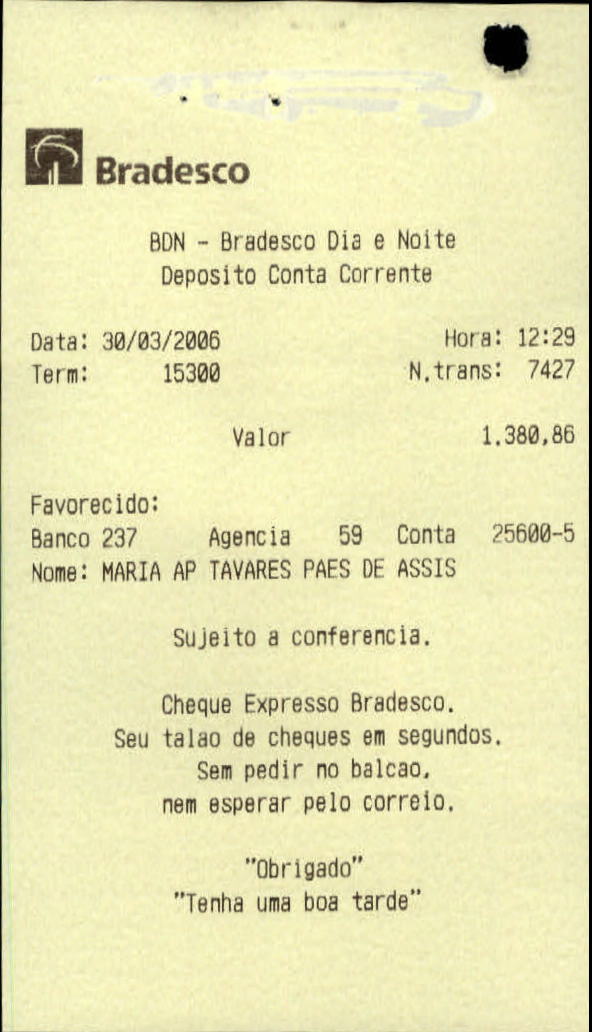 Bradesco
BDN - Bradesco Dia e Noite
Deposito Conta Corrente
Data: 30/03/2006 Hora: 12:29
Term: 15300 N.trans: 7427
Valor 1.380,86
Favorecido:
Banco 237 Agencia 59 Conta 25600-5
Nome: MARIA AP TAVARES PAES DE ASSIS
Sujeito a conferencia.
Cheque Expresso Bradesco.
Seu talao de cheques em segundos.
Sem pedir no balcao,
nem esperar pelo correio.
"Obrigado"
"Tenha uma boa tarde"